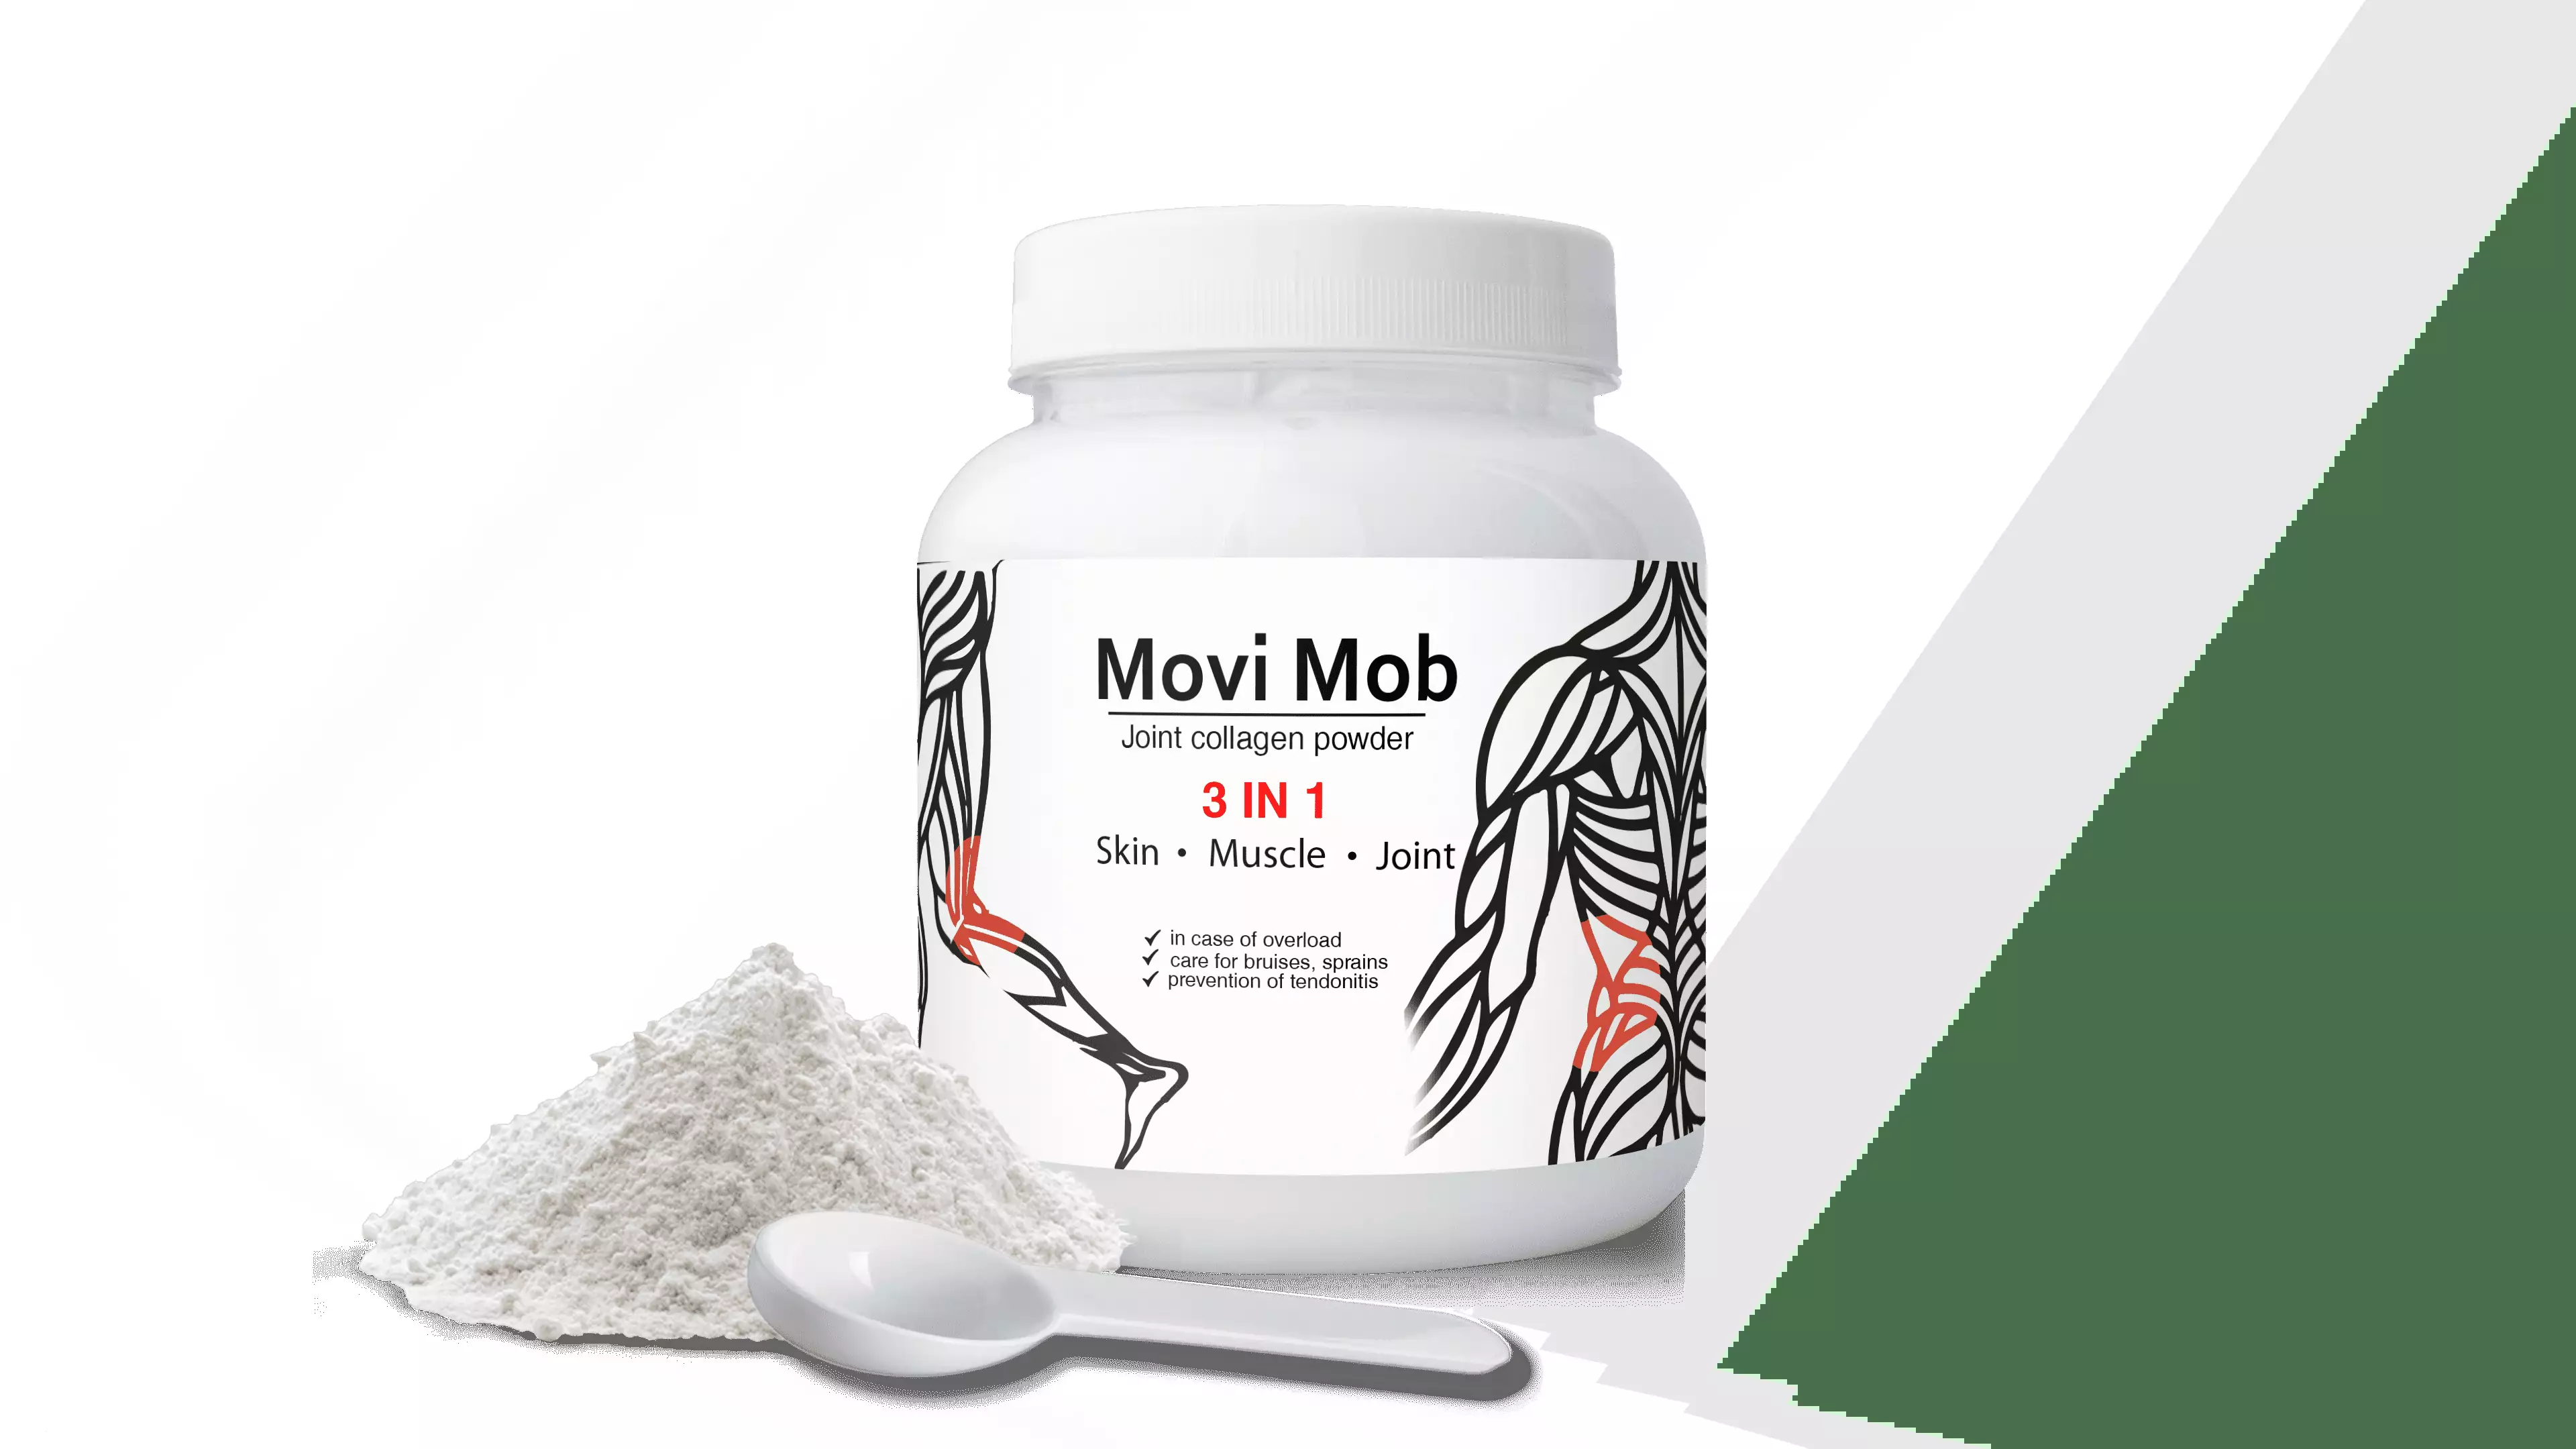 Movi Mob
Joint collagen powder
3 IN 1
Skin • Muscle • Joint
✓ in case of overload
✓ care for bruises, sprains
✓ prevention of tendonitis